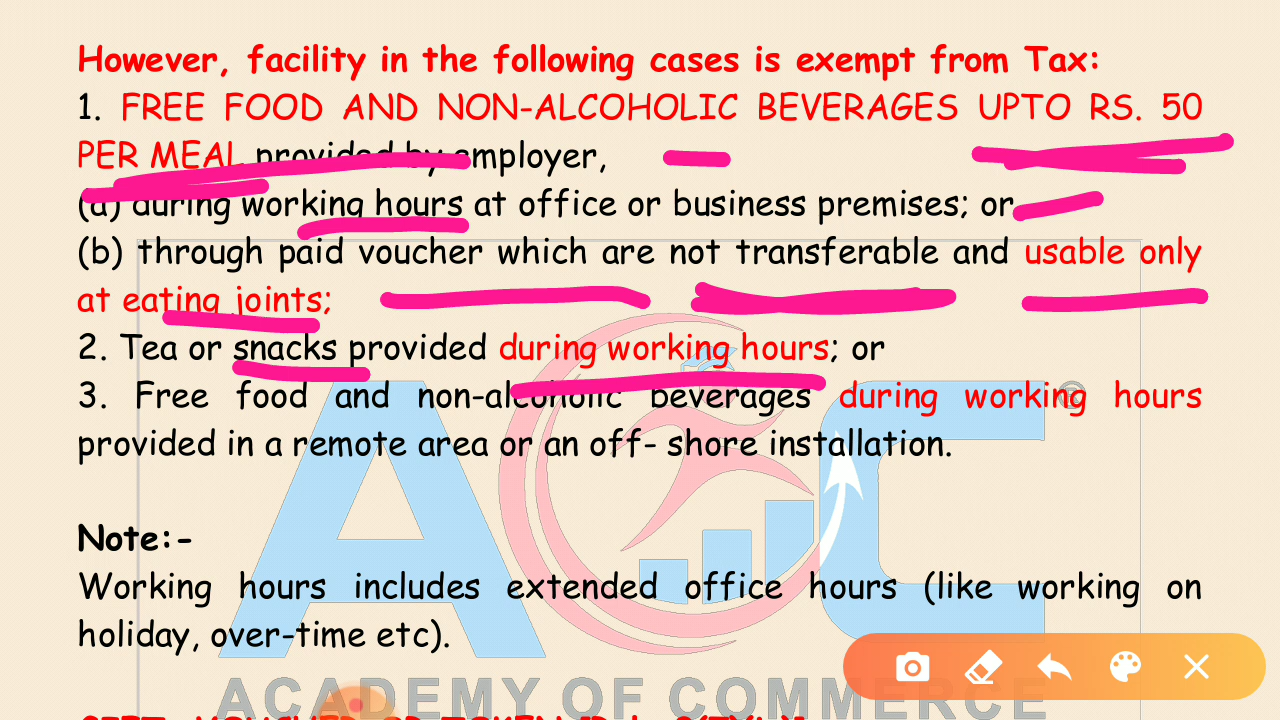 However, facility in the following cases is exempt from Tax:
1. FREE FOOD AND NON-ALCOHOLIC BEVERAGES UPTO RS. 50
PER MEAL provided by employer,
(a) during working hours at office or business premises; or
(b) through paid voucher which are not transferable and usable only
at eating joints;
2. Tea or snacks provided during working hours; or
3. Free food and non-alcoholic beverages during working hours
provided in a remote area or an off- shore installation.
Note:-
Working hours includes extended office hours (like working on
holiday, over-time etc).
ACADEMY OF COMMERCE